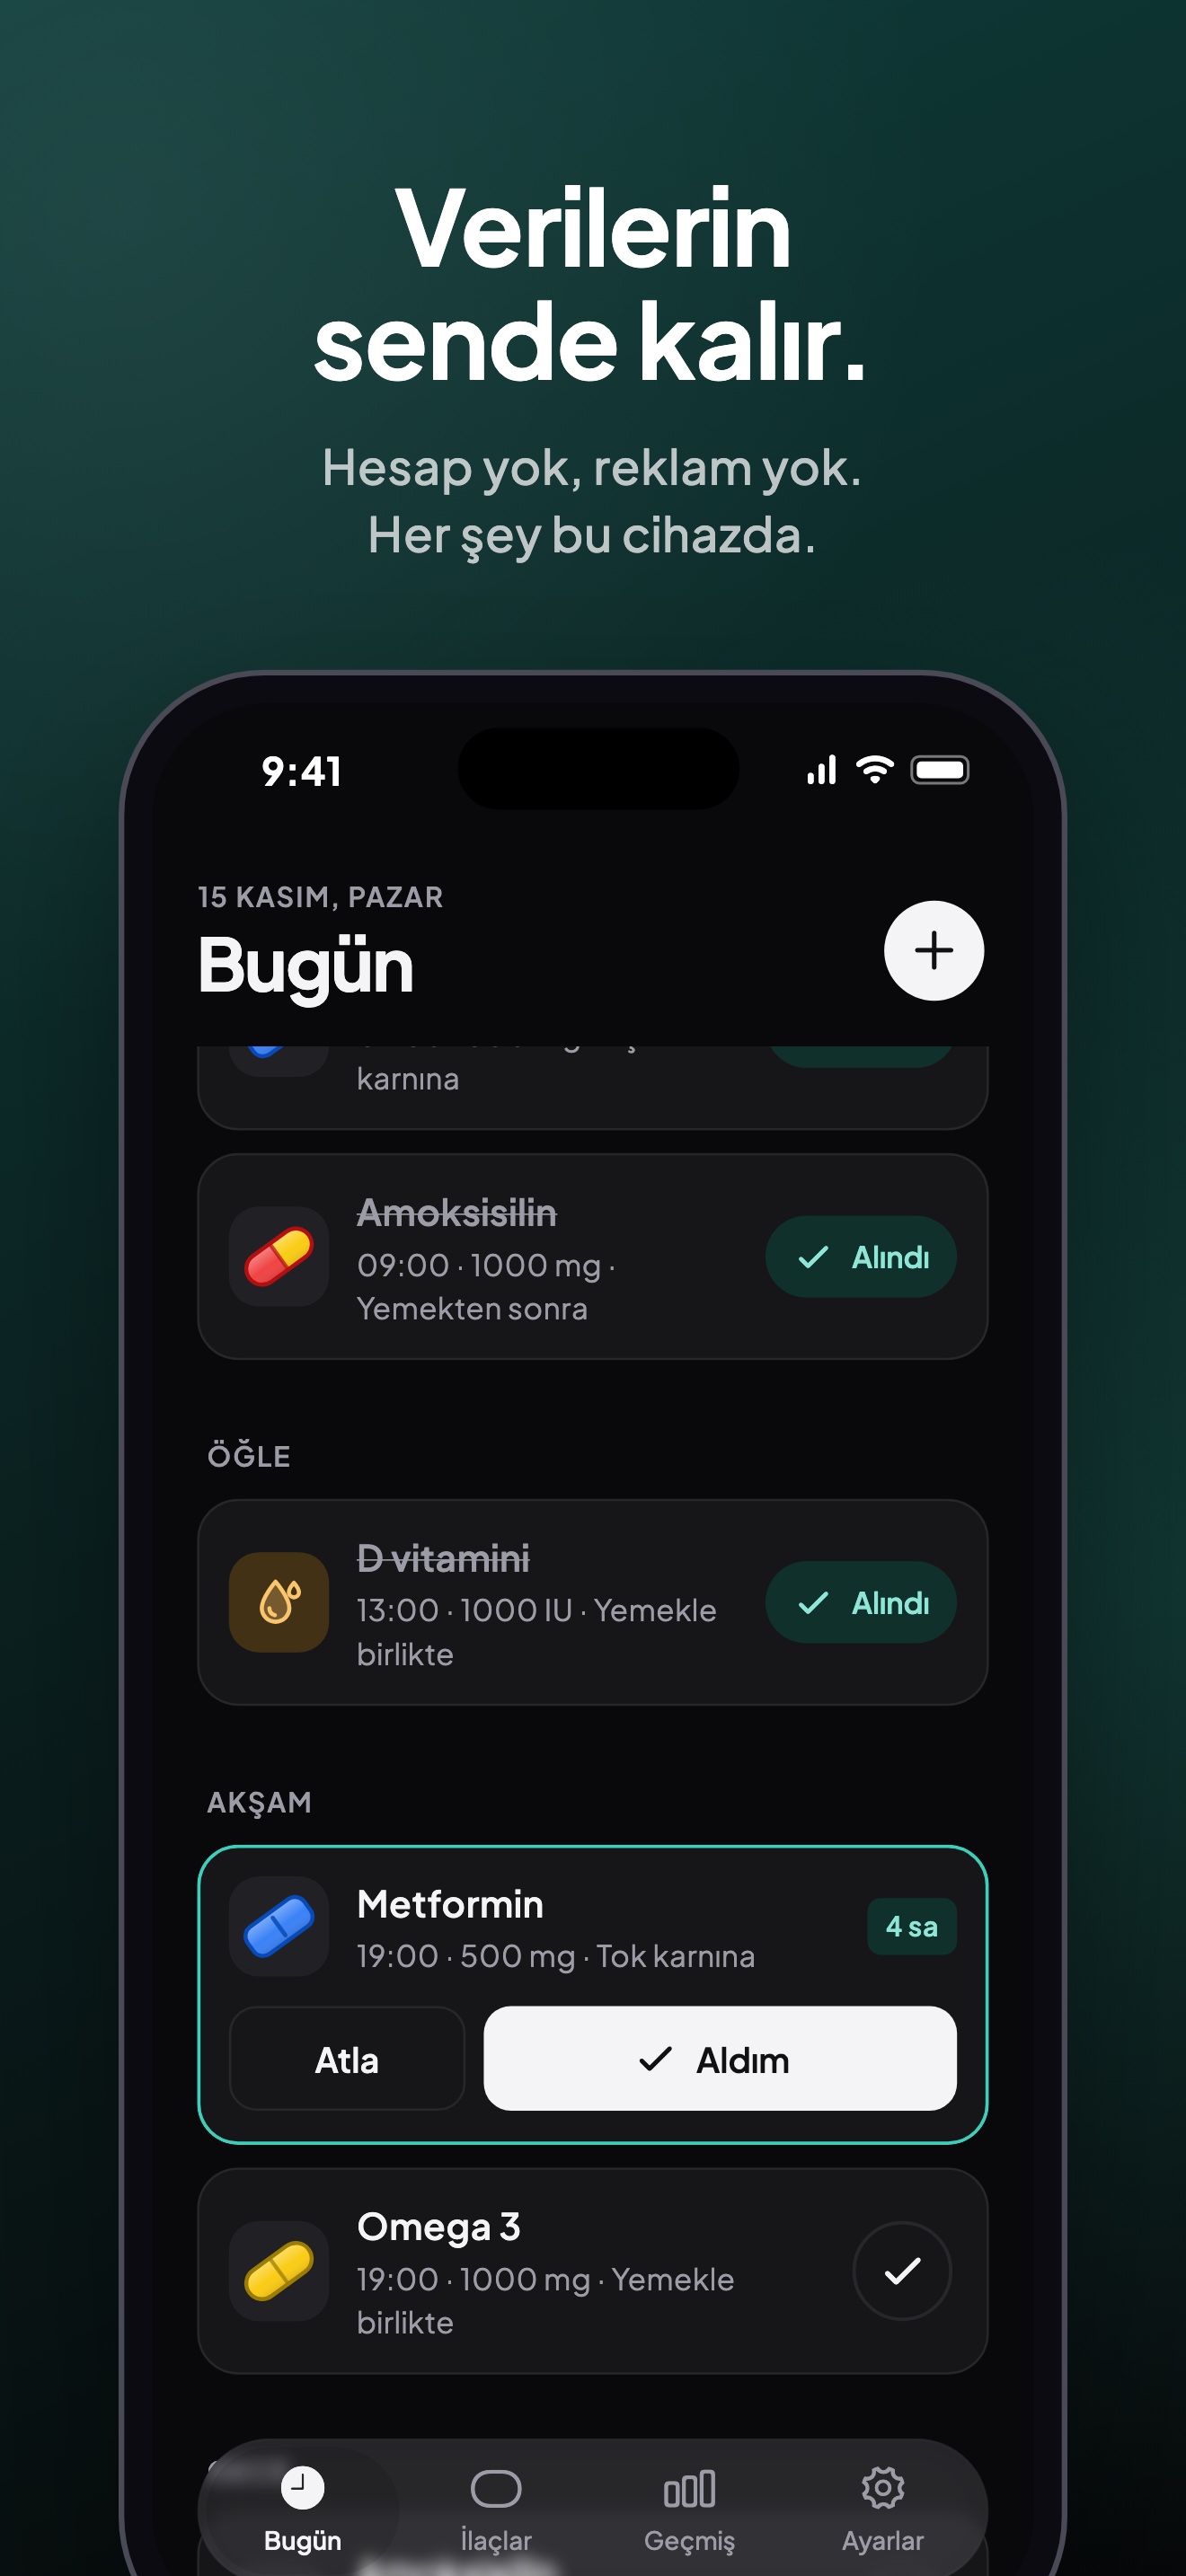 Verilerin
sende kalır.
Hesap yok, reklam yok.
Her şey bu cihazda.
9:41
15 KASIM, PAZAR
Bugün
karnına
Amoksisilin
09:00 · 1000 mg ·
Yemekten sonra
Alındı
ÖĞLE
D vitamini
13:00 · 1000 IU · Yemekle
birlikte
Alındı
AKŞAM
Metformin
19:00 · 500 mg · Tok karnına
4 sa
Atla
Aldım
Omega 3
19:00 · 1000 mg · Yemekle
birlikte
Bugün
İlaçlar
Geçmiş
Ayarlar